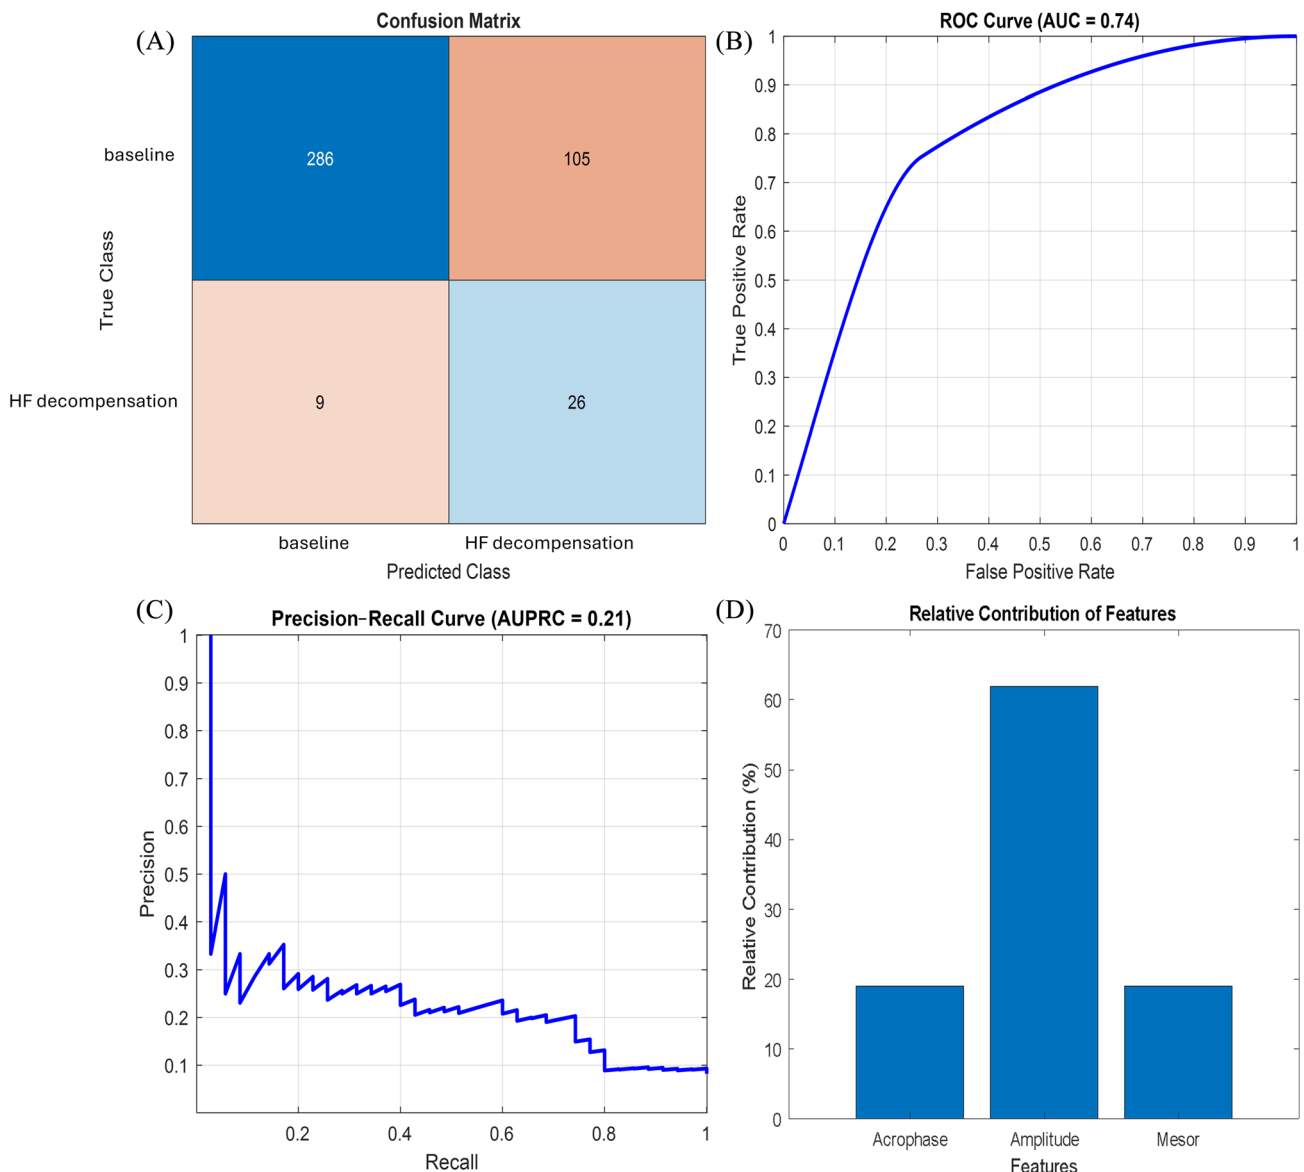 (A)
Confusion Matrix
baseline
HF decompensation
True Class
286
105
9
26
baseline
HF decompensation
Predicted Class
(B)
ROC Curve (AUC = 0.74)
True Positive Rate
1
0.9
0.8
0.7
0.6
0.5
0.4
0.3
0.2
0.1
0
0 0.1 0.2 0.3 0.4 0.5 0.6 0.7 0.8 0.9 1
False Positive Rate
(C)
Precision-Recall Curve (AUPRC = 0.21)
Precision
1
0.9
0.8
0.7
0.6
0.5
0.4
0.3
0.2
0.1
0.2 0.4 0.6 0.8 1
Recall
(D)
Relative Contribution of Features
Relative Contribution (%)
70
60
50
40
30
20
10
0
Acrophase Amplitude Mesor
Features